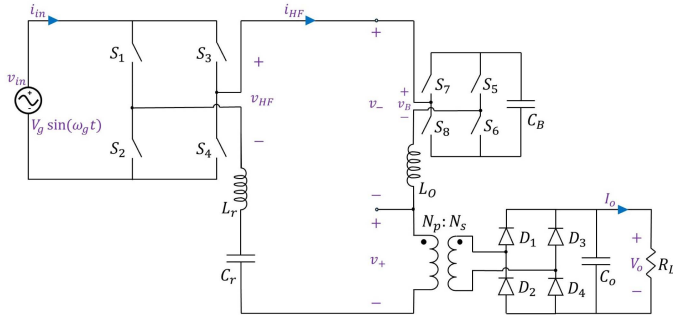 i_in
i_HF
S_1
S_3
+
+
v_in
v_HF
v_−
+
v_B
−
S_7
S_5
S_8
S_6
C_B
V_g sin(ω_g t)
S_2
S_4
−
L_r
L_O
−
+
N_p : N_s
I_o
D_1
D_3
+
v_+
C_r
V_o
R_L
D_2
D_4
C_o
−
−